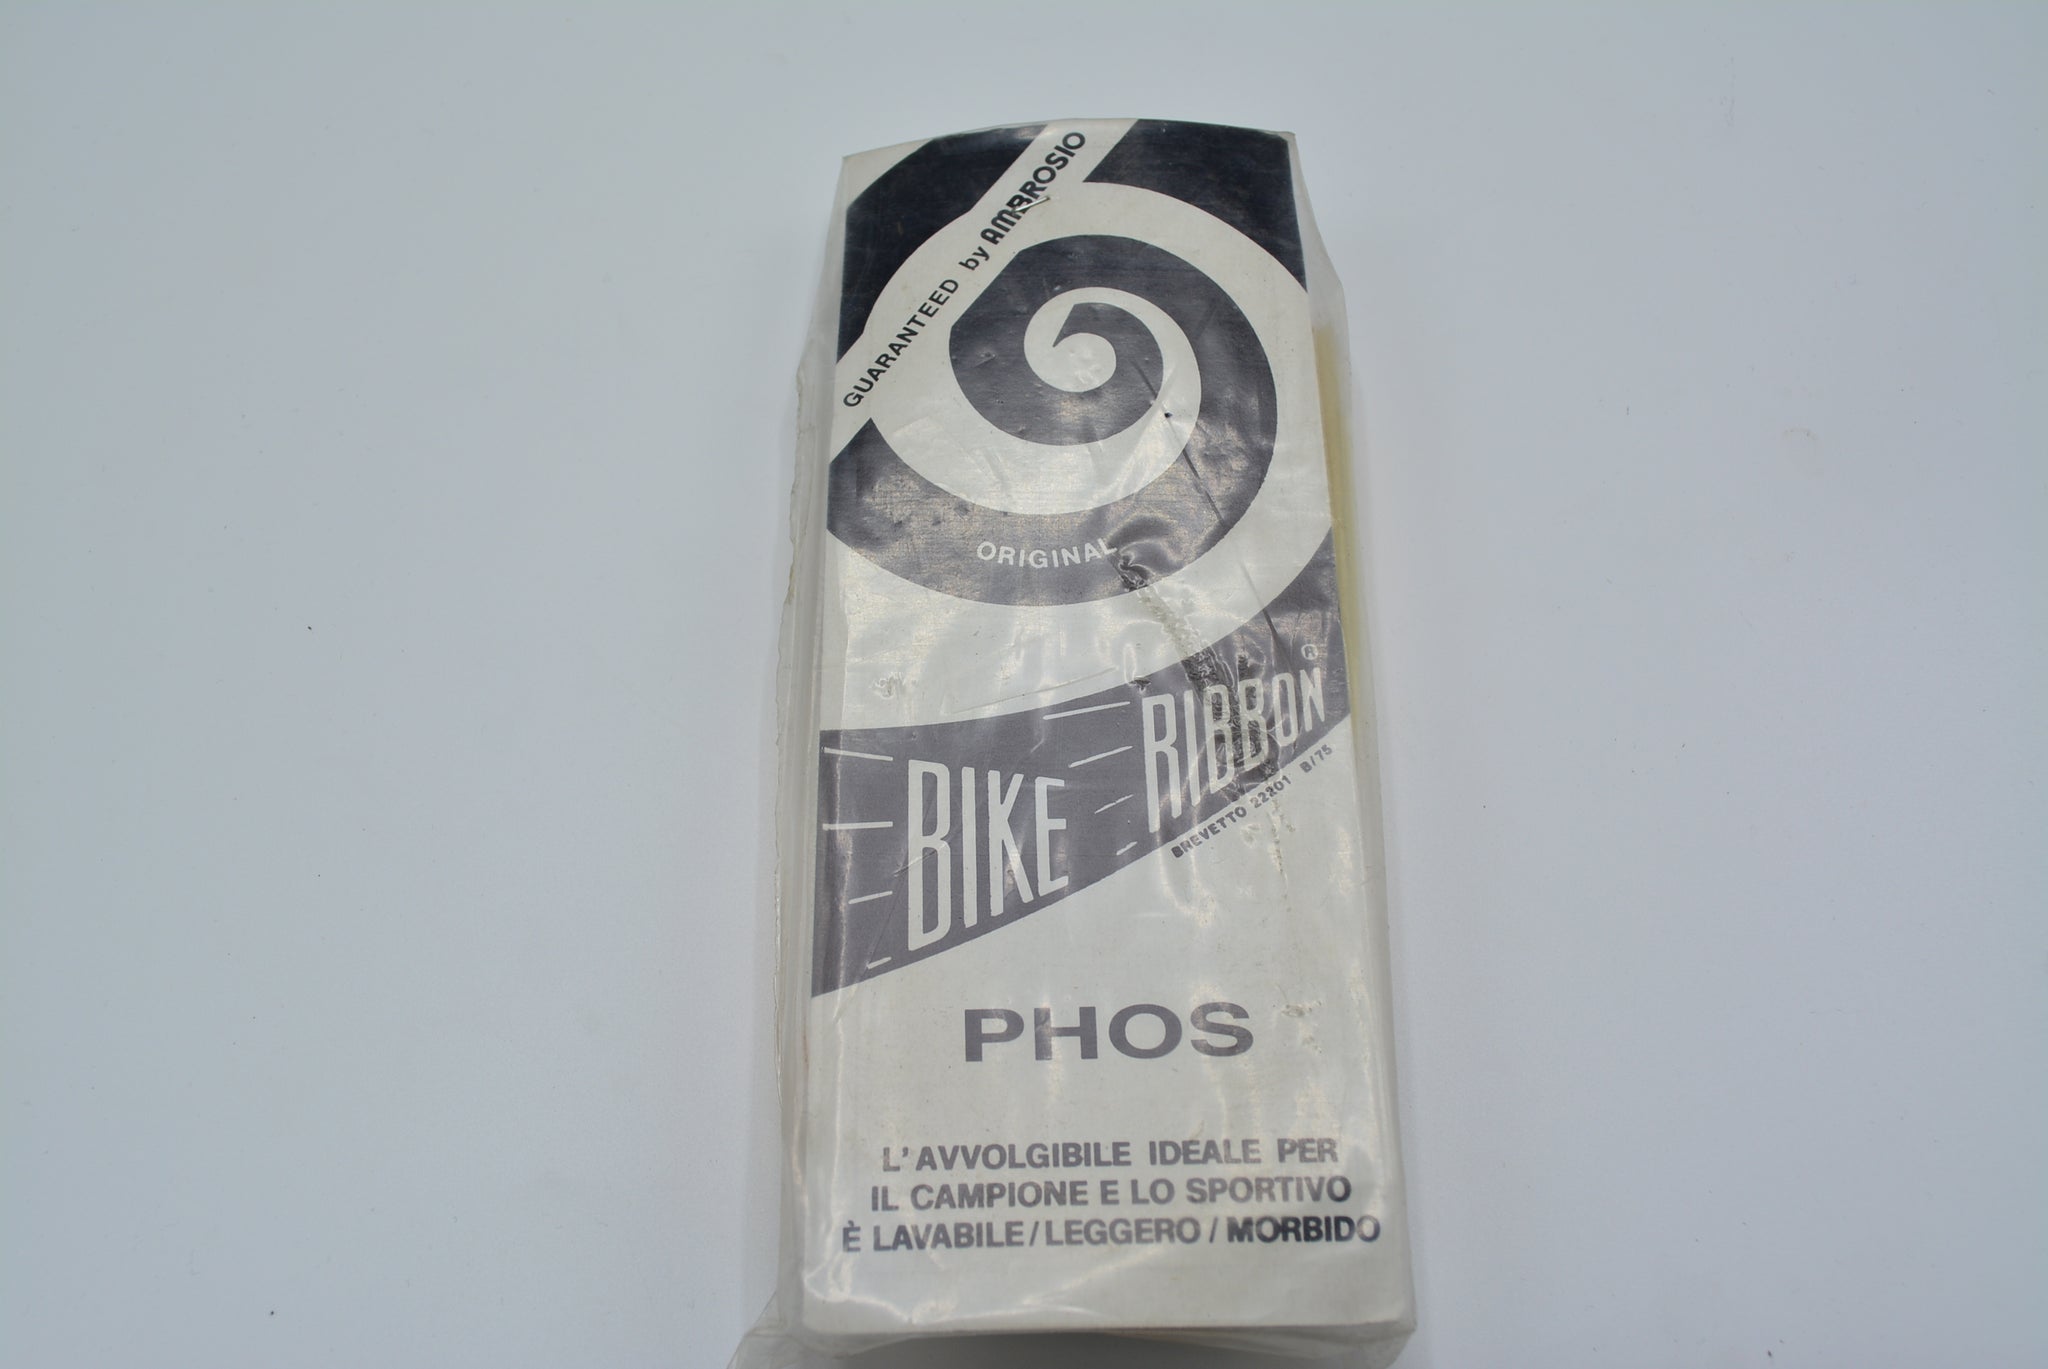 GUARANTEED by AMBROSIO
ORIGINAL
BIKE RIBBON ®
BREVETTO 22201 B/75
PHOS
L'AVVOLGIBILE IDEALE PER
IL CAMPIONE E LO SPORTIVO
È LAVABILE/LEGGERO/MORBIDO